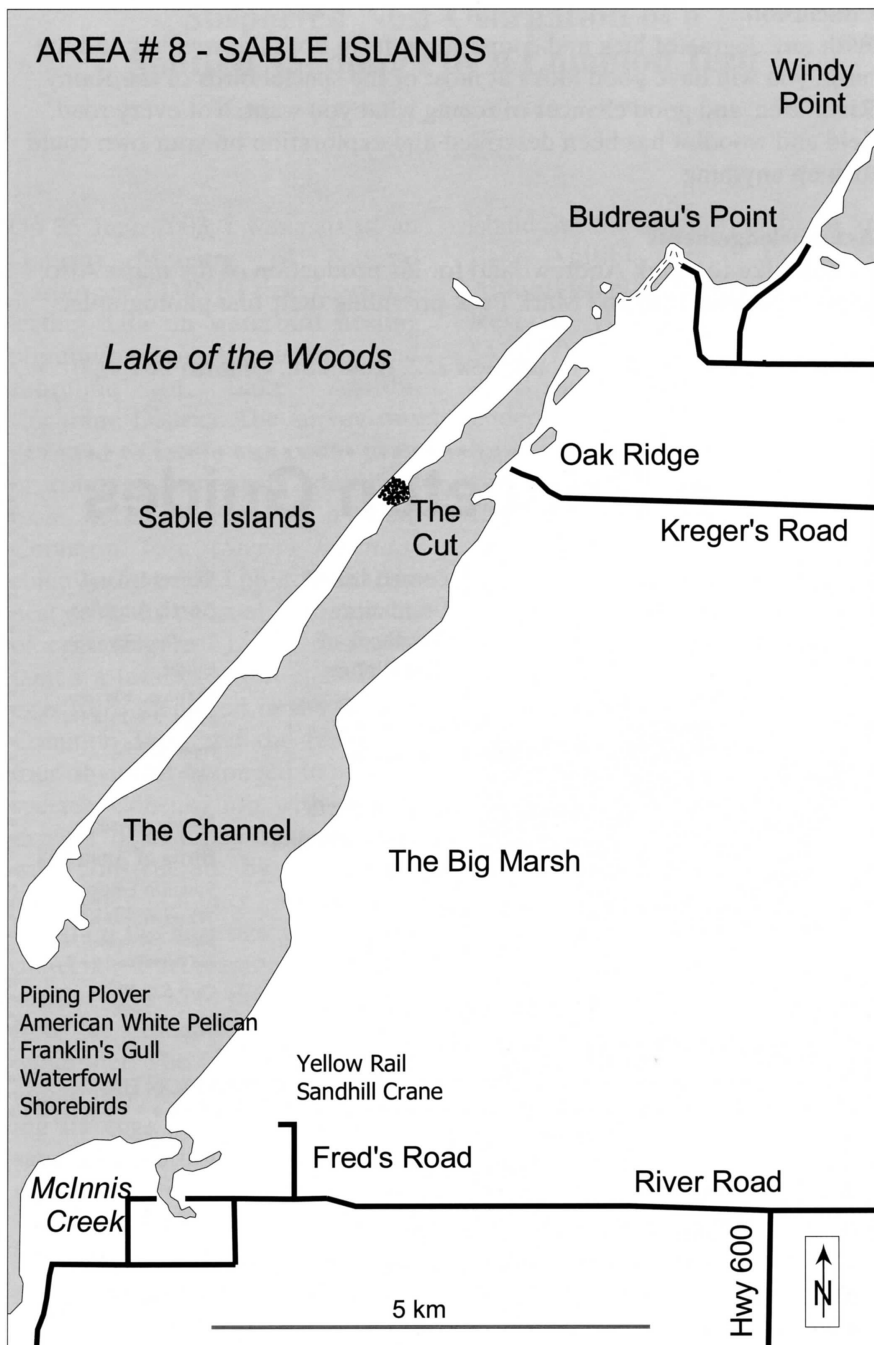 AREA # 8 - SABLE ISLANDS
Windy
Point
Budreau's Point
Lake of the Woods
Oak Ridge
Sable Islands
The
Cut
Kreger's Road
The Channel
The Big Marsh
Piping Plover
American White Pelican
Franklin's Gull
Waterfowl
Shorebirds
Yellow Rail
Sandhill Crane
Fred's Road
River Road
McInnis
Creek
Hwy 600
N
5 km